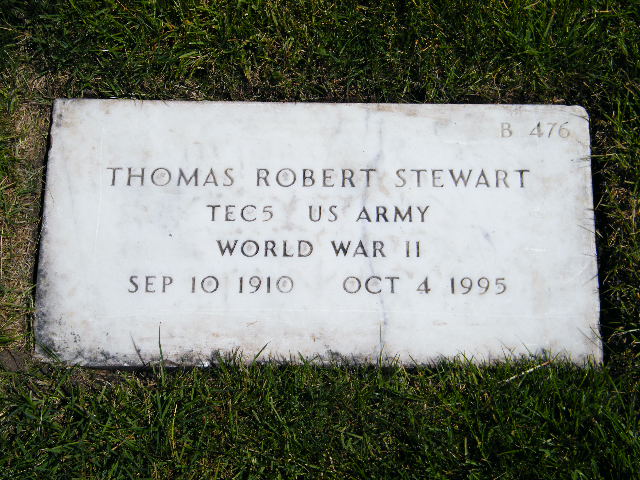 B 476
THOMAS ROBERT STEWART
TEC5 US ARMY
WORLD WAR II
SEP 10 1910 OCT 4 1995